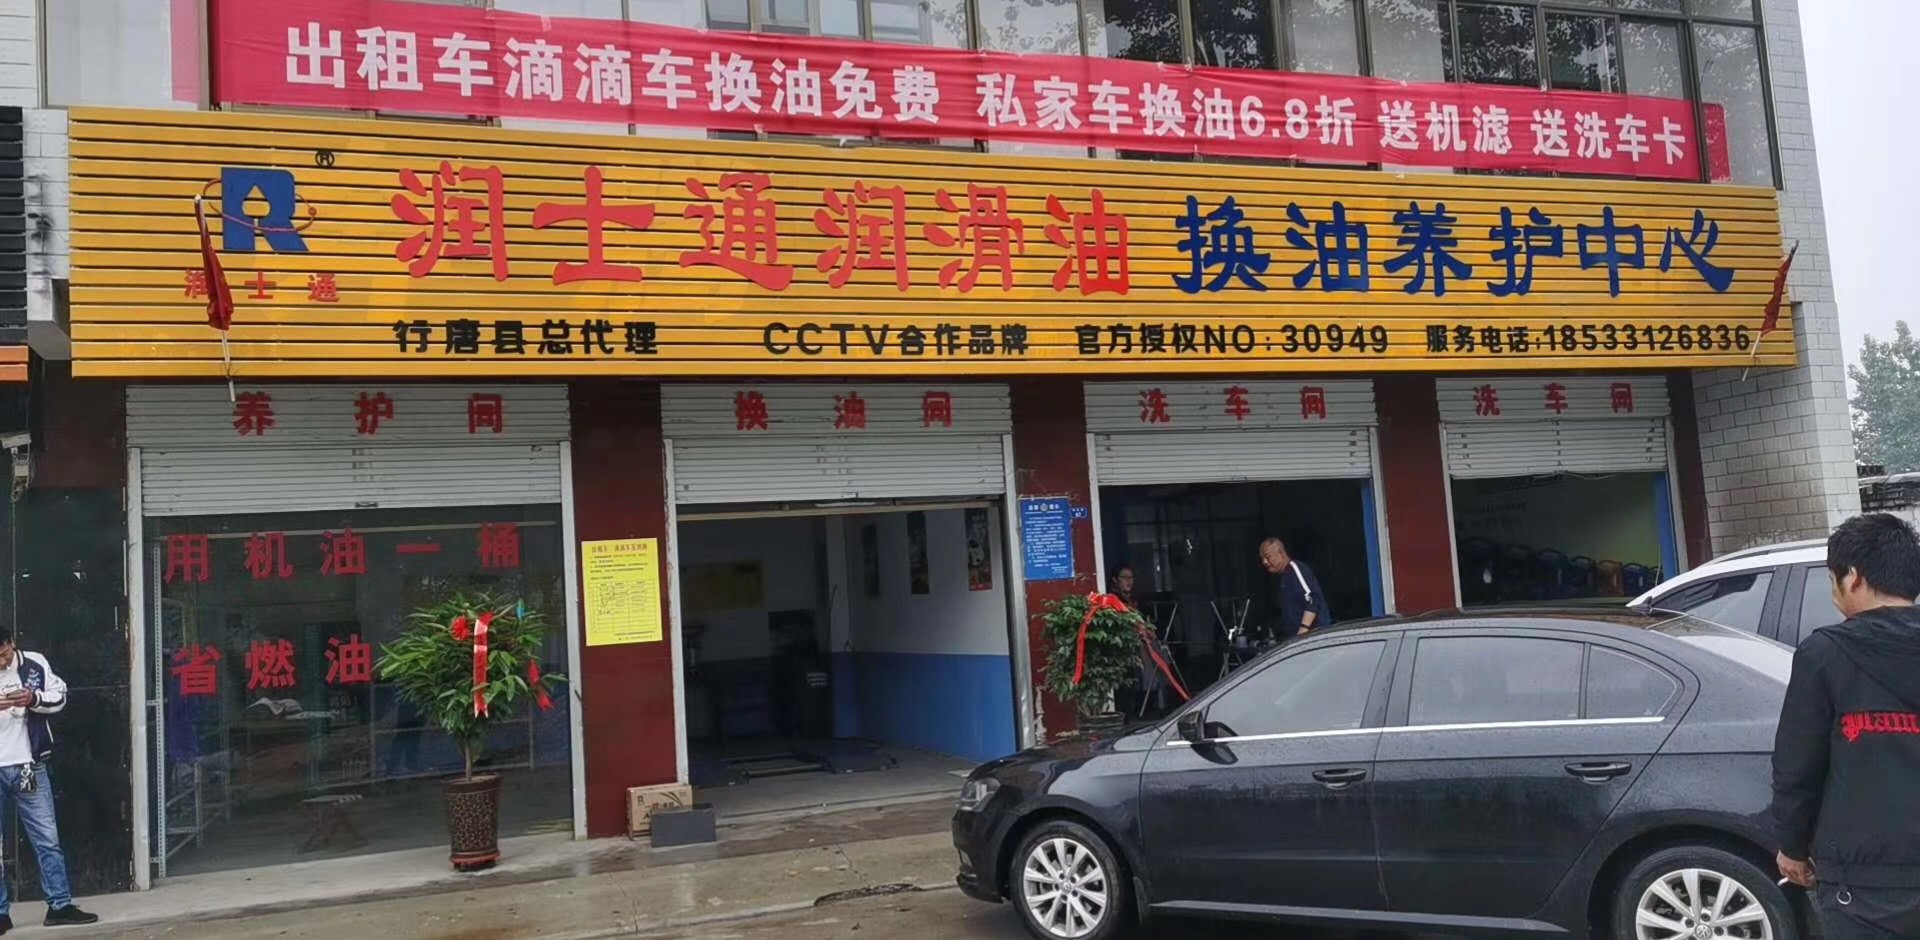 出租车滴滴车换油免费 私家车换油6.8折 送机滤 送洗车卡
R®
润士通
润士通润滑油 换油养护中心
行唐县总代理 CCTV合作品牌 官方授权NO:30949 服务电话:18533126836
养护间 换油间 洗车间 洗车间
用机油一桶
省燃油